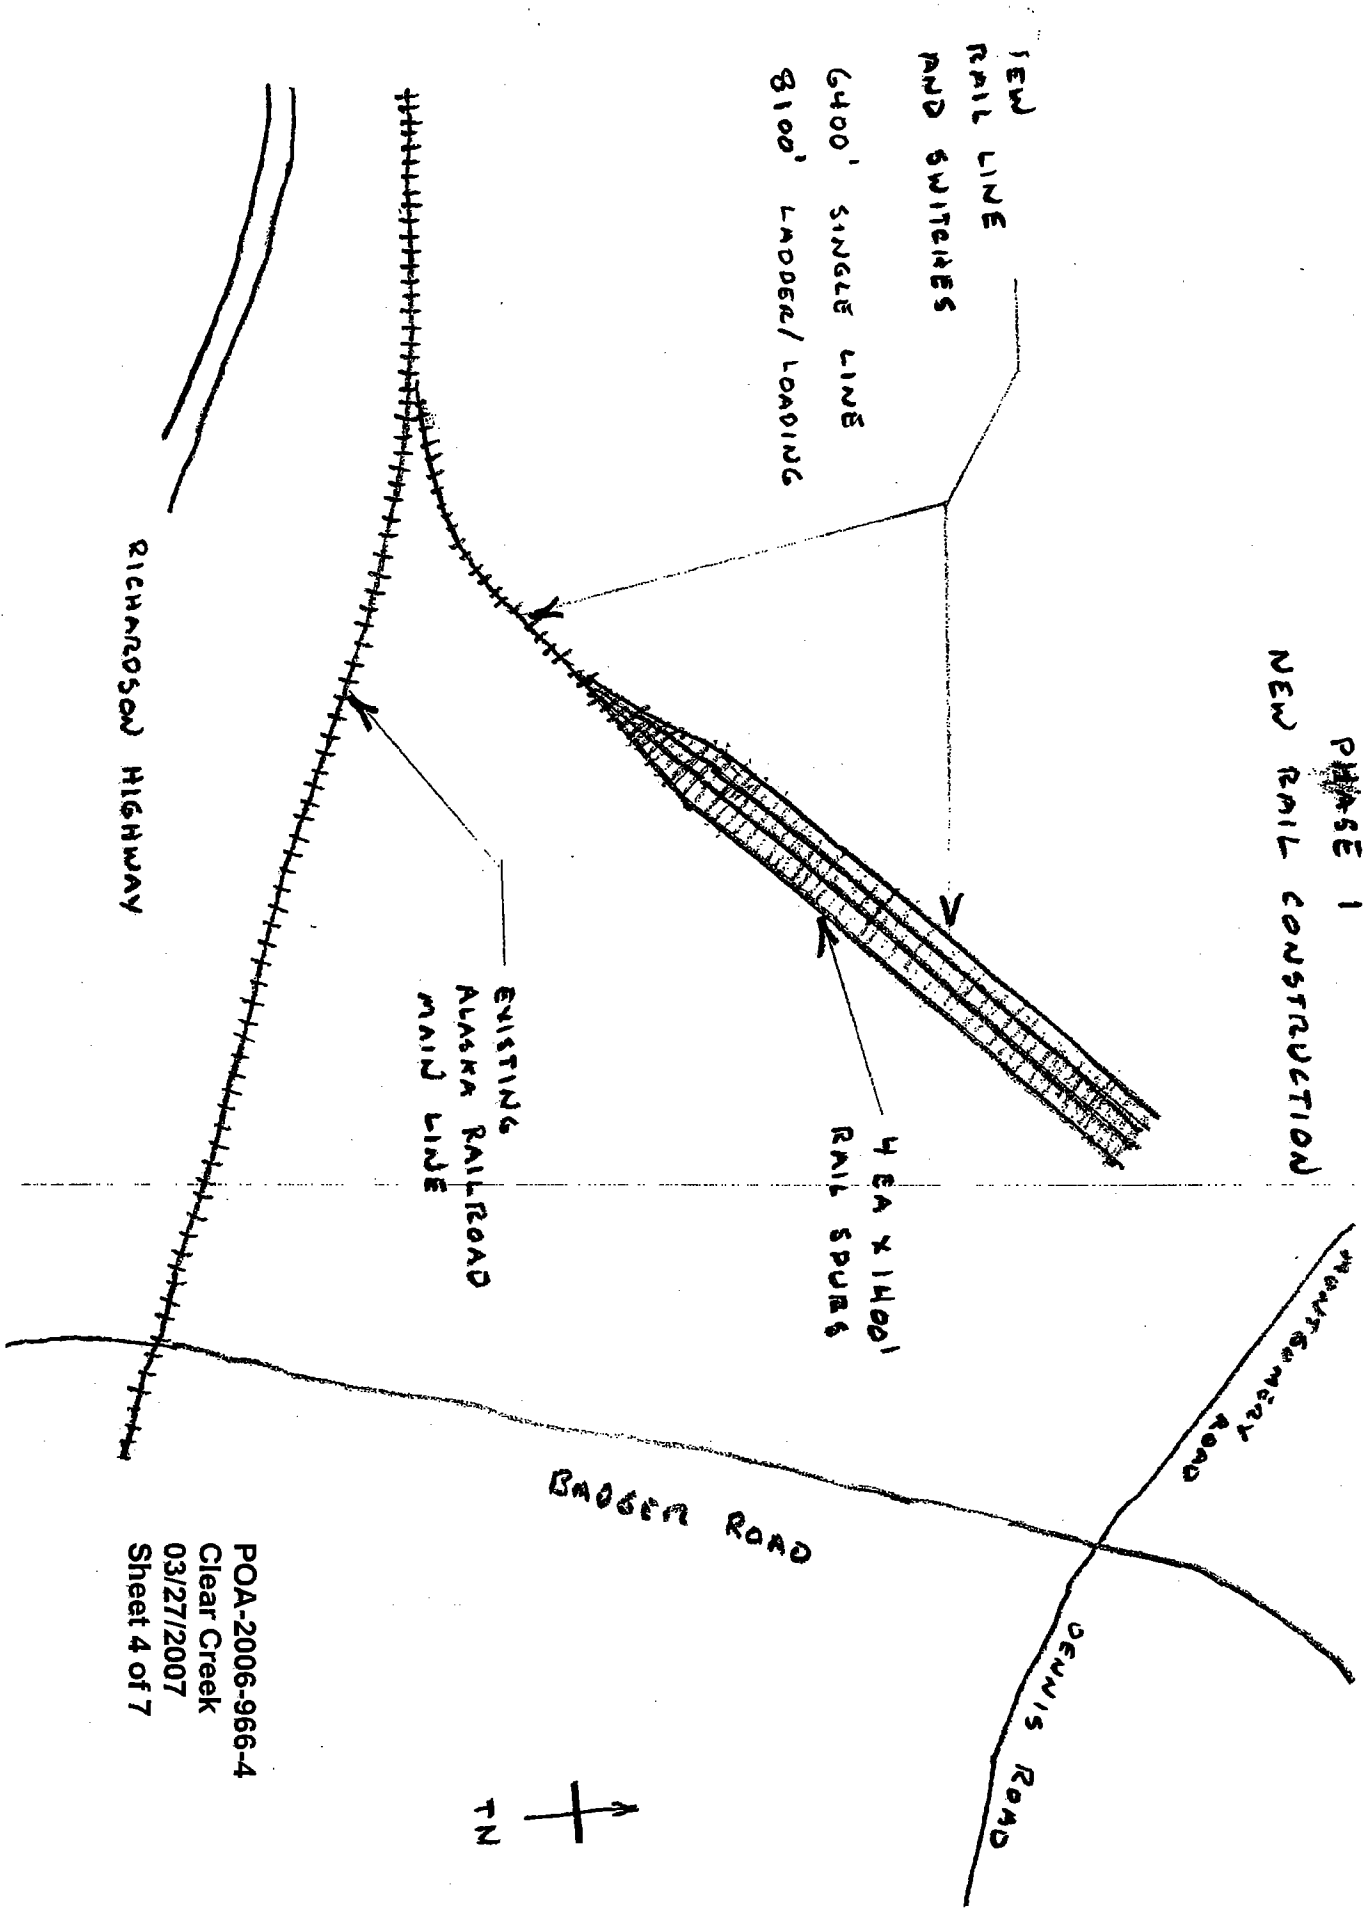 PHASE 1
NEW RAIL CONSTRUCTION
RAIL LINE
AND SWITCHES
6400' SINGLE LINE
8100' LADDER/LOADING
4 EA X 1400'
RAIL SPURS
EXISTING
ALASKA RAILROAD
MAIN LINE
RICHARDSON HIGHWAY
MONTGOMERY
ROAD
BADGER ROAD
DENNIS ROAD
TN
POA-2006-966-4
Clear Creek
03/27/2007
Sheet 4 of 7